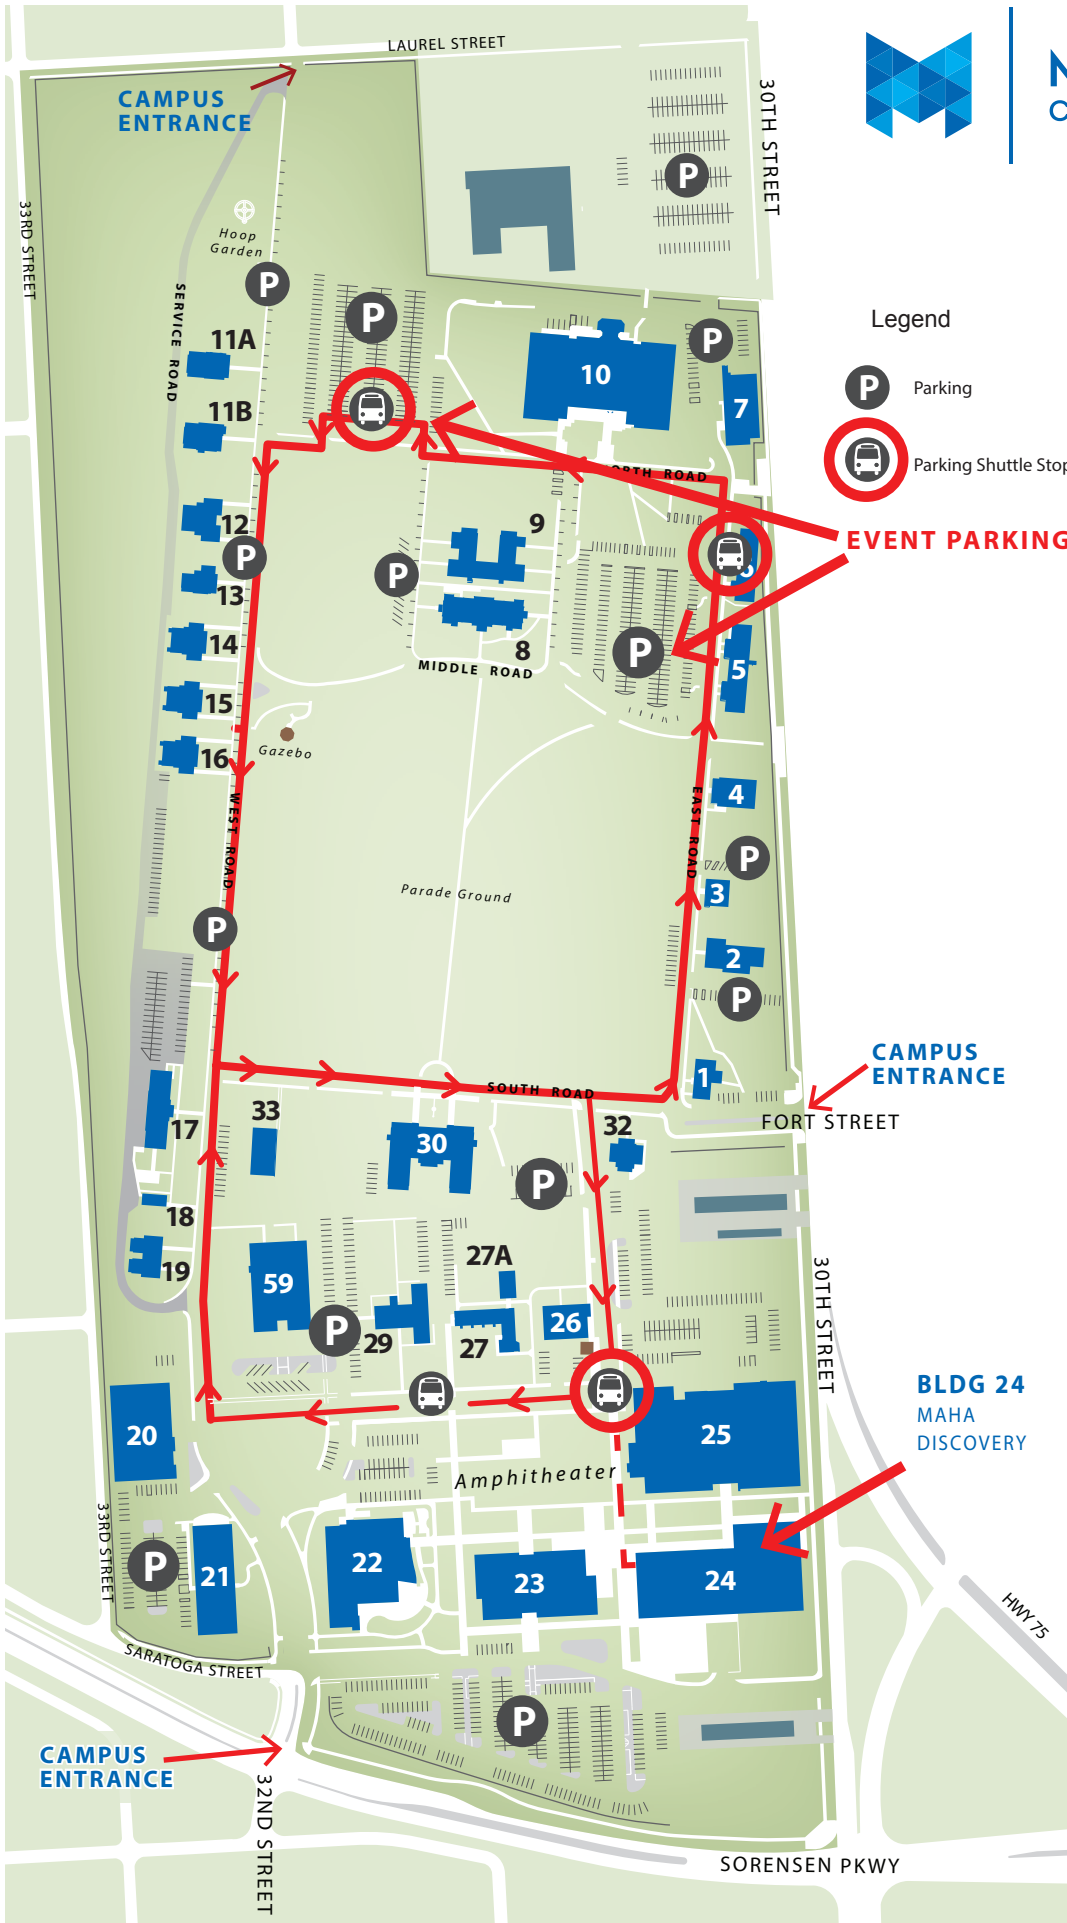 LAUREL STREET
CAMPUS
ENTRANCE
30TH STREET
33RD STREET
P
Hoop
Garden
P
SERVICE ROAD
P
Legend
P
Parking
Parking Shuttle Stop
EVENT PARKING
11A
11B
10
P
7
NORTH ROAD
12
P
13
14
15
16
9
P
8
MIDDLE ROAD
6
P
5
Gazebo
4
WEST ROAD
EAST ROAD
P
3
Parade Ground
P
2
P
CAMPUS
ENTRANCE
1
SOUTH ROAD
FORT STREET
33
17
30
32
P
18
19
59
27A
26
P
29
27
30TH STREET
BLDG 24
MAHA
DISCOVERY
20
25
Amphitheater
33RD STREET
P
21
22
23
24
HWY 75
SARATOGA STREET
P
CAMPUS
ENTRANCE
32ND STREET
SORENSEN PKWY